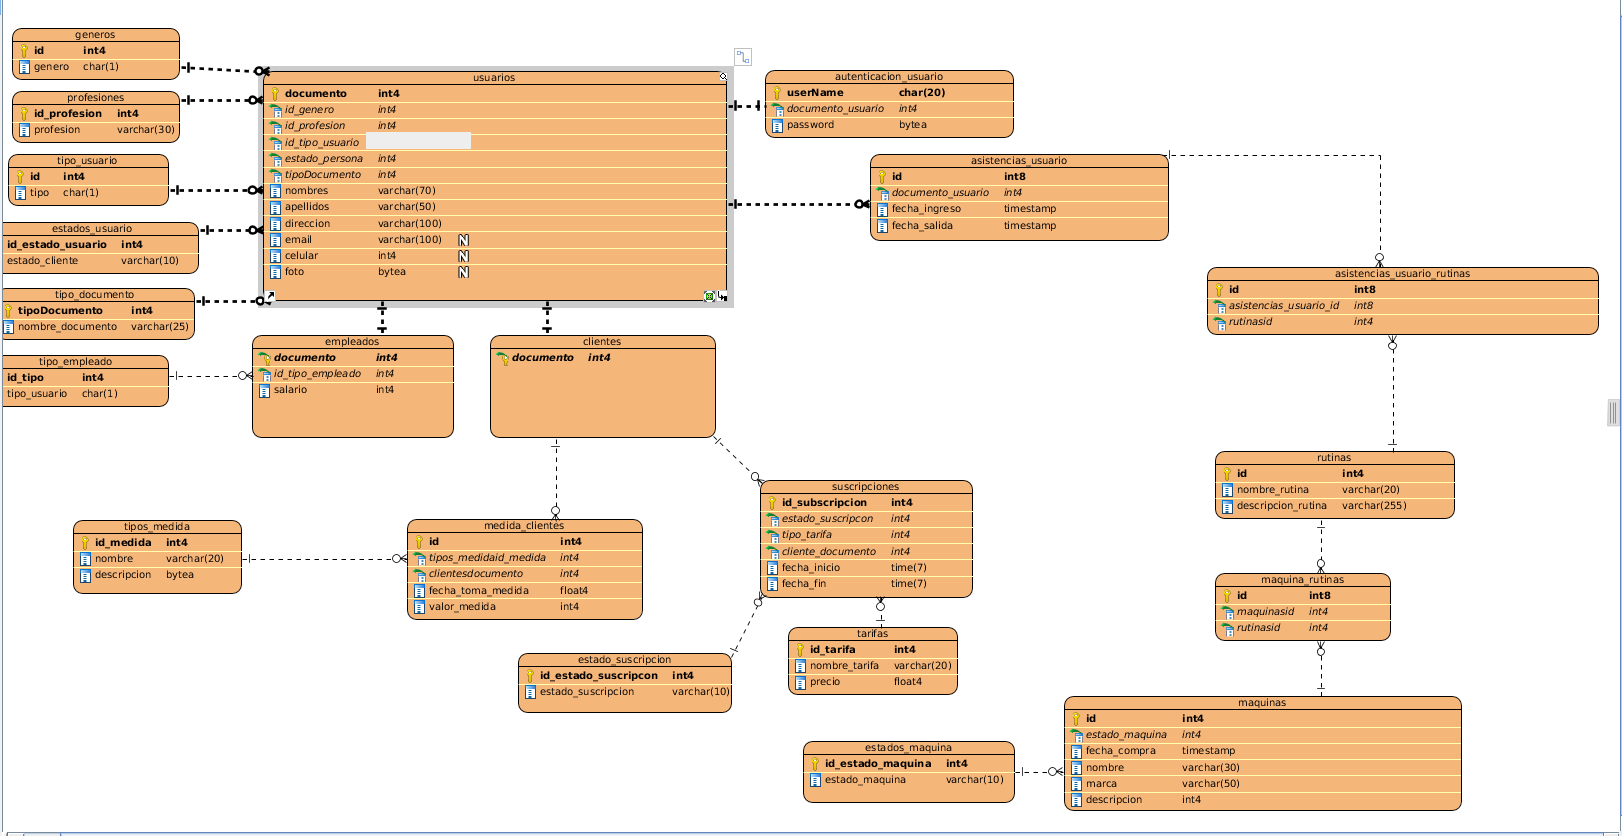 generos
id int4
genero char(1)
profesiones
id_profesion int4
profesion varchar(30)
tipo_usuario
id int4
tipo char(1)
estados_usuario
id_estado_usuario int4
estado_cliente varchar(10)
tipo_documento
tipoDocumento int4
nombre_documento varchar(25)
tipo_empleado
id_tipo int4
tipo_usuario char(1)
usuarios
documento int4
id_genero int4
id_profesion int4
id_tipo_usuario
estado_persona int4
tipoDocumento int4
nombres varchar(70)
apellidos varchar(50)
direccion varchar(100)
email varchar(100) N
celular int4 N
foto bytea N
autenticacion_usuario
userName char(20)
documento_usuario int4
password bytea
asistencias_usuario
id int8
documento_usuario int4
fecha_ingreso timestamp
fecha_salida timestamp
asistencias_usuario_rutinas
id int8
asistencias_usuario_id int8
rutinasid int4
empleados
documento int4
id_tipo_empleado int4
salario int4
clientes
documento int4
rutinas
id int4
nombre_rutina varchar(20)
descripcion_rutina varchar(255)
suscripciones
id_subscripcion int4
estado_suscripcon int4
tipo_tarifa int4
cliente_documento int4
fecha_inicio time(7)
fecha_fin time(7)
tipos_medida
id_medida int4
nombre varchar(20)
descripcion bytea
medida_clientes
id int4
tipos_medidaid_medida int4
clientesdocumento int4
fecha_toma_medida float4
valor_medida int4
maquina_rutinas
id int8
maquinasid int4
rutinasid int4
tarifas
id_tarifa int4
nombre_tarifa varchar(20)
precio float4
estado_suscripcion
id_estado_suscripcon int4
estado_suscripcion varchar(10)
maquinas
id int4
estado_maquina int4
fecha_compra timestamp
nombre varchar(30)
marca varchar(50)
descripcion int4
estados_maquina
id_estado_maquina int4
estado_maquina varchar(10)